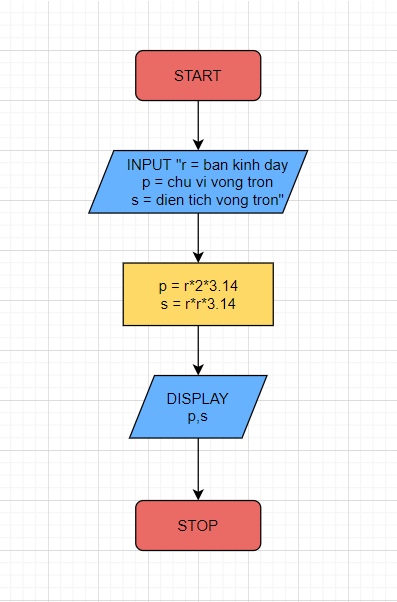 START
INPUT "r = ban kinh day
p = chu vi vong tron
s = dien tich vong tron"
p = r*2*3.14
s = r*r*3.14
DISPLAY
p,s
STOP